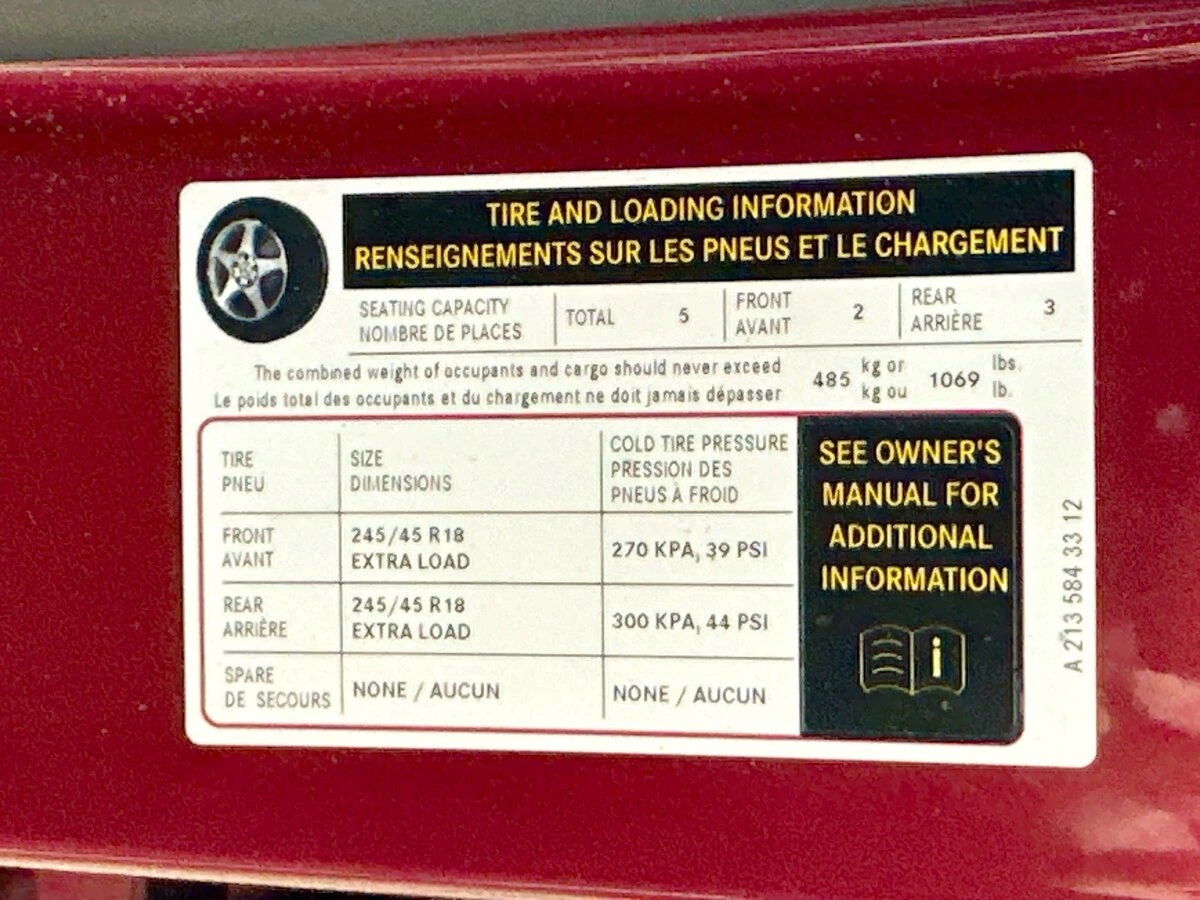 TIRE AND LOADING INFORMATION
RENSEIGNEMENTS SUR LES PNEUS ET LE CHARGEMENT
SEATING CAPACITY
NOMBRE DE PLACES
TOTAL 5
FRONT
AVANT
2
REAR
ARRIÈRE
3
The combined weight of occupants and cargo should never exceed
Le poids total des occupants et du chargement ne doit jamais dépasser
485
kg or
kg ou
1069
lbs.
lb.
TIRE
PNEU
SIZE
DIMENSIONS
COLD TIRE PRESSURE
PRESSION DES
PNEUS À FROID
FRONT
AVANT
245/45 R18
EXTRA LOAD
270 KPA, 39 PSI
REAR
ARRIÈRE
245/45 R18
EXTRA LOAD
300 KPA, 44 PSI
SPARE
DE SECOURS
NONE / AUCUN
NONE / AUCUN
SEE OWNER'S
MANUAL FOR
ADDITIONAL
INFORMATION
i
A 213 584 33 12